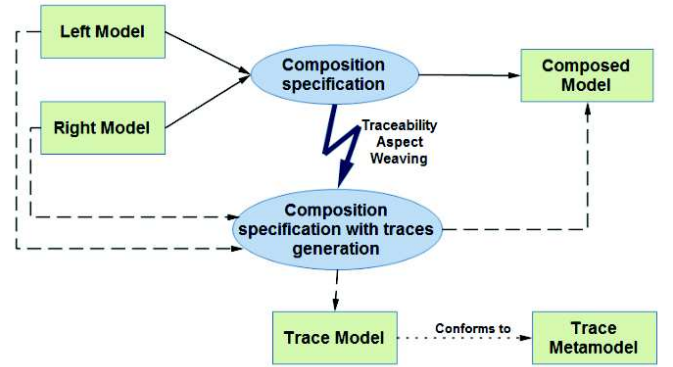 Left Model
Composition
specification
Composed
Model
Right Model
Traceability
Aspect
Weaving
Composition
specification with traces
generation
Trace Model
Conforms to
Trace
Metamodel